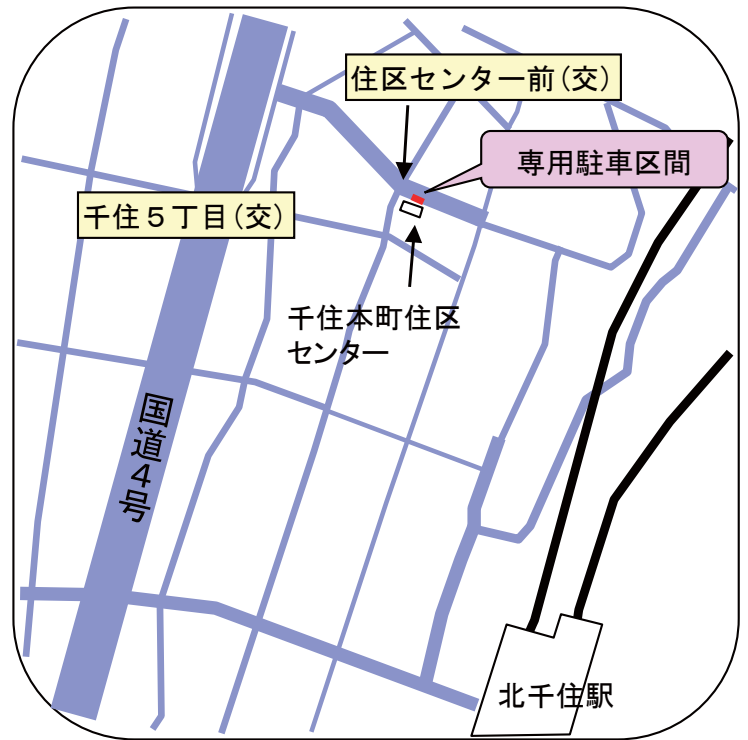 住区センター前(交)
専用駐車区間
千住５丁目(交)
千住本町住区
センター
国道４号
北千住駅